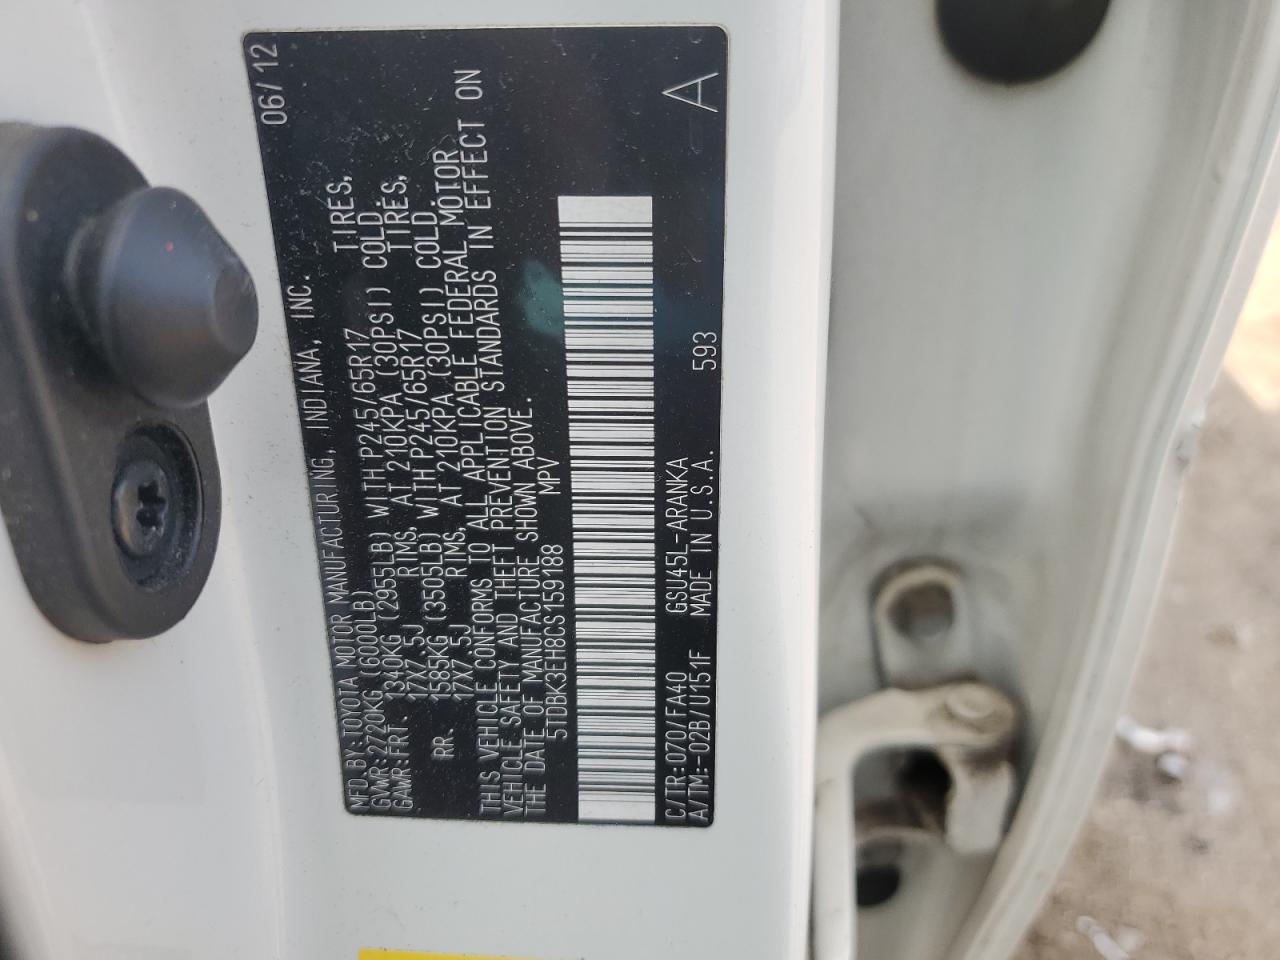 MFD.BY:TOYOTA MOTOR MANUFACTURING, INDIANA, INC. 06/12
GVWR:2720KG (6000LB)
GAWR:FRT. 1340KG (2955LB) WITH P245/65R17 TIRES,
17X7.5J RIMS, AT 210KPA (30PSI) COLD
RR. 1585KG (3505LB) WITH P245/65R17 TIRES,
17X7.5J RIMS, AT 210KPA (30PSI) COLD.
THIS VEHICLE CONFORMS TO ALL APPLICABLE FEDERAL MOTOR
VEHICLE SAFETY AND THEFT PREVENTION STANDARDS IN EFFECT ON
THE DATE OF MANUFACTURE SHOWN ABOVE.
5TDBK3EH8CS159188 MPV
C/TR:070/FA40 GSU45L-ARANKA A
A/TM:-02B/U151F MADE IN U.S.A. 593